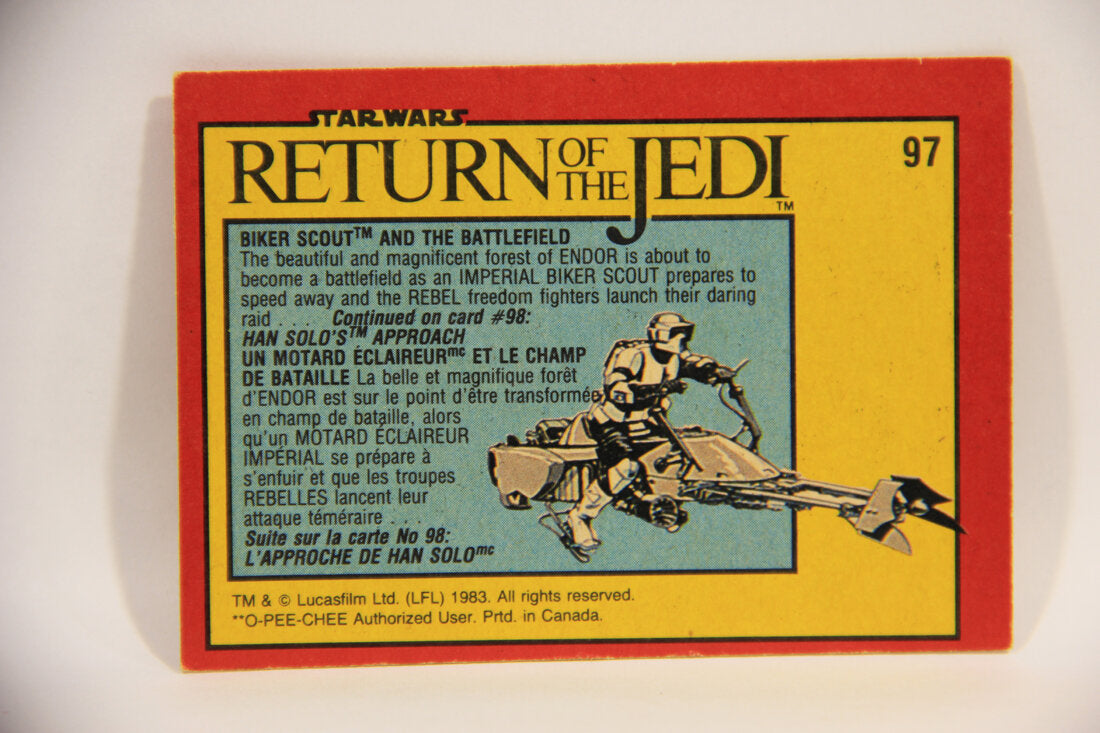 STAR WARS
RETURN OF THE JEDI™
97
BIKER SCOUT™ AND THE BATTLEFIELD
The beautiful and magnificent forest of ENDOR is about to
become a battlefield as an IMPERIAL BIKER SCOUT prepares to
speed away and the REBEL freedom fighters launch their daring
raid . . . . Continued on card #98:
HAN SOLO'S™ APPROACH
UN MOTARD ÉCLAIREURmc ET LE CHAMP
DE BATAILLE La belle et magnifique forêt
d'ENDOR est sur le point d'être transformée
en champ de bataille, alors
qu'un MOTARD ÉCLAIREUR
IMPÉRIAL se prépare à
s'enfuir et que les troupes
REBELLES lancent leur
attaque téméraire . . .
Suite sur la carte No 98:
L'APPROCHE DE HAN SOLOmc
TM & © Lucasfilm Ltd. (LFL) 1983. All rights reserved.
**O-PEE-CHEE Authorized User. Prtd. in Canada.